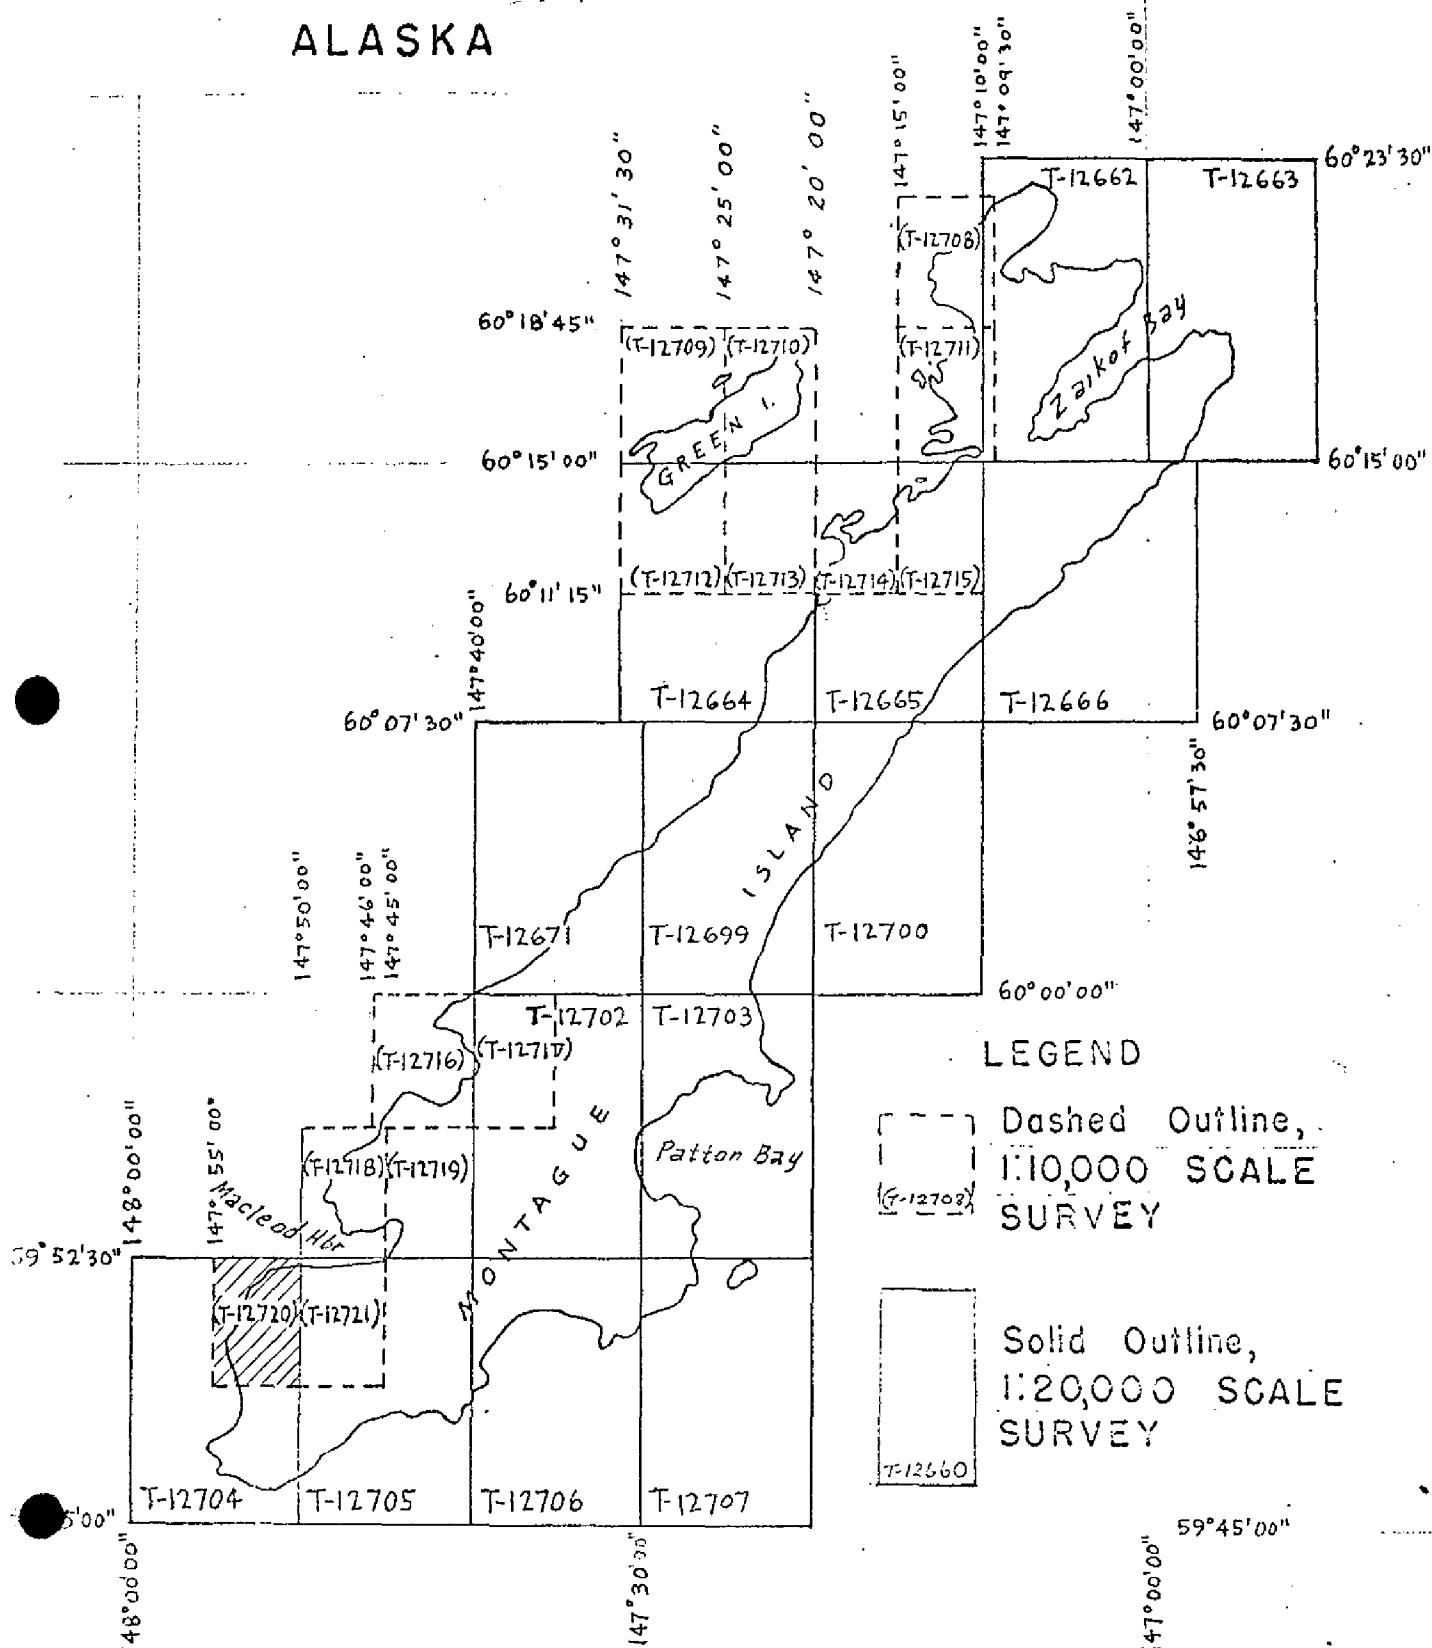 ALASKA
147°15'00"
147°10'00"
147°09'30"
147°00'00"
147°31'30"
147°25'00"
147°20'00"
60°23'30"
T-12662
T-12663
(T-12708)
60°18'45"
(T-12709)
(T-12710)
(T-12711)
Zaikof Bay
GREEN I.
60°15'00"
60°15'00"
60°11'15"
(T-12712)
(T-12713)
(T-12714)
(T-12715)
147°40'00"
T-12664
T-12665
T-12666
60°07'30"
60°07'30"
146°57'30"
ISLAND
147°50'00"
147°46'00"
147°45'00"
T-12671
T-12699
T-12700
60°00'00"
T-12702
T-12703
(T-12716)
(T-12717)
LEGEND
Dashed Outline,
1:10,000 SCALE
SURVEY
(T-12703)
148°00'00"
147°55'00"
(T-12718)
(T-12719)
Patton Bay
MONTAGUE
Macleod Hbr
59°52'30"
(T-12720)
(T-12721)
Solid Outline,
1:20,000 SCALE
SURVEY
T-12660
T-12704
T-12705
T-12706
T-12707
5'00"
59°45'00"
148°00'00"
147°30'00"
147°00'00"